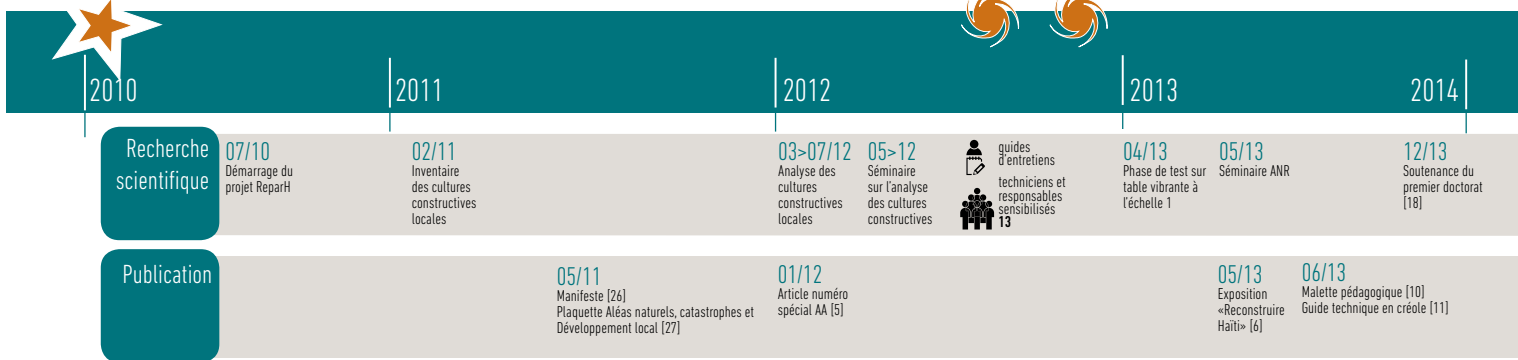 2010
2011
2012
2013
2014
Recherche
scientifique
07/10
Démarrage du
projet ReparH
02/11
Inventaire
des cultures
constructives
locales
03>07/12
Analyse des
cultures
constructives
locales
05>12
Séminaire
sur l'analyse
des cultures
constructives
guides
d'entretiens
techniciens et
responsables
sensibilisés
13
04/13
Phase de test sur
table vibrante à
l'échelle 1
05/13
Séminaire ANR
12/13
Soutenance du
premier doctorat
[18]
Publication
05/11
Manifeste [26]
Plaquette Aléas naturels, catastrophes et
Développement local [27]
01/12
Article numéro
spécial AA [5]
05/13
Exposition
«Reconstruire
Haïti» [6]
06/13
Malette pédagogique [10]
Guide technique en créole [11]